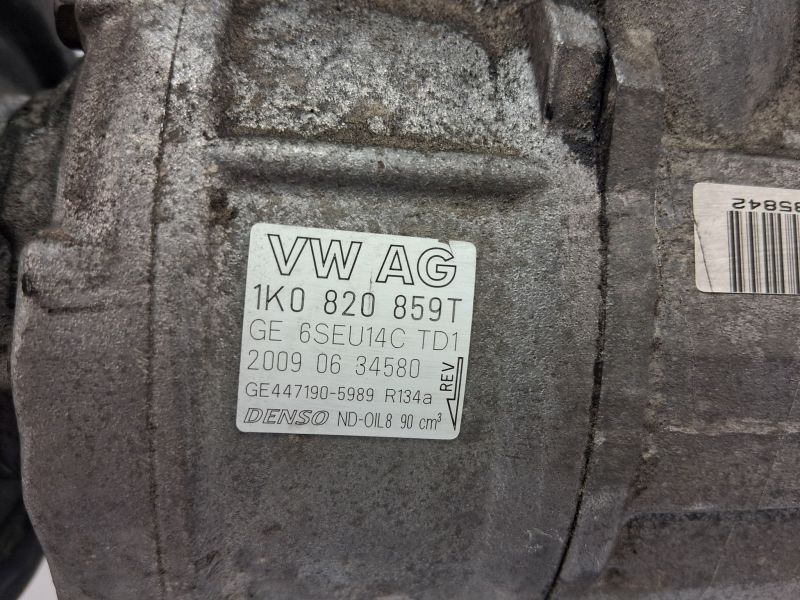 VW AG
1K0 820 859T
GE 6SEU14C TD1
2009 06 34580
GE447190-5989 R134a
DENSO ND-OIL8 90 cm³
REV